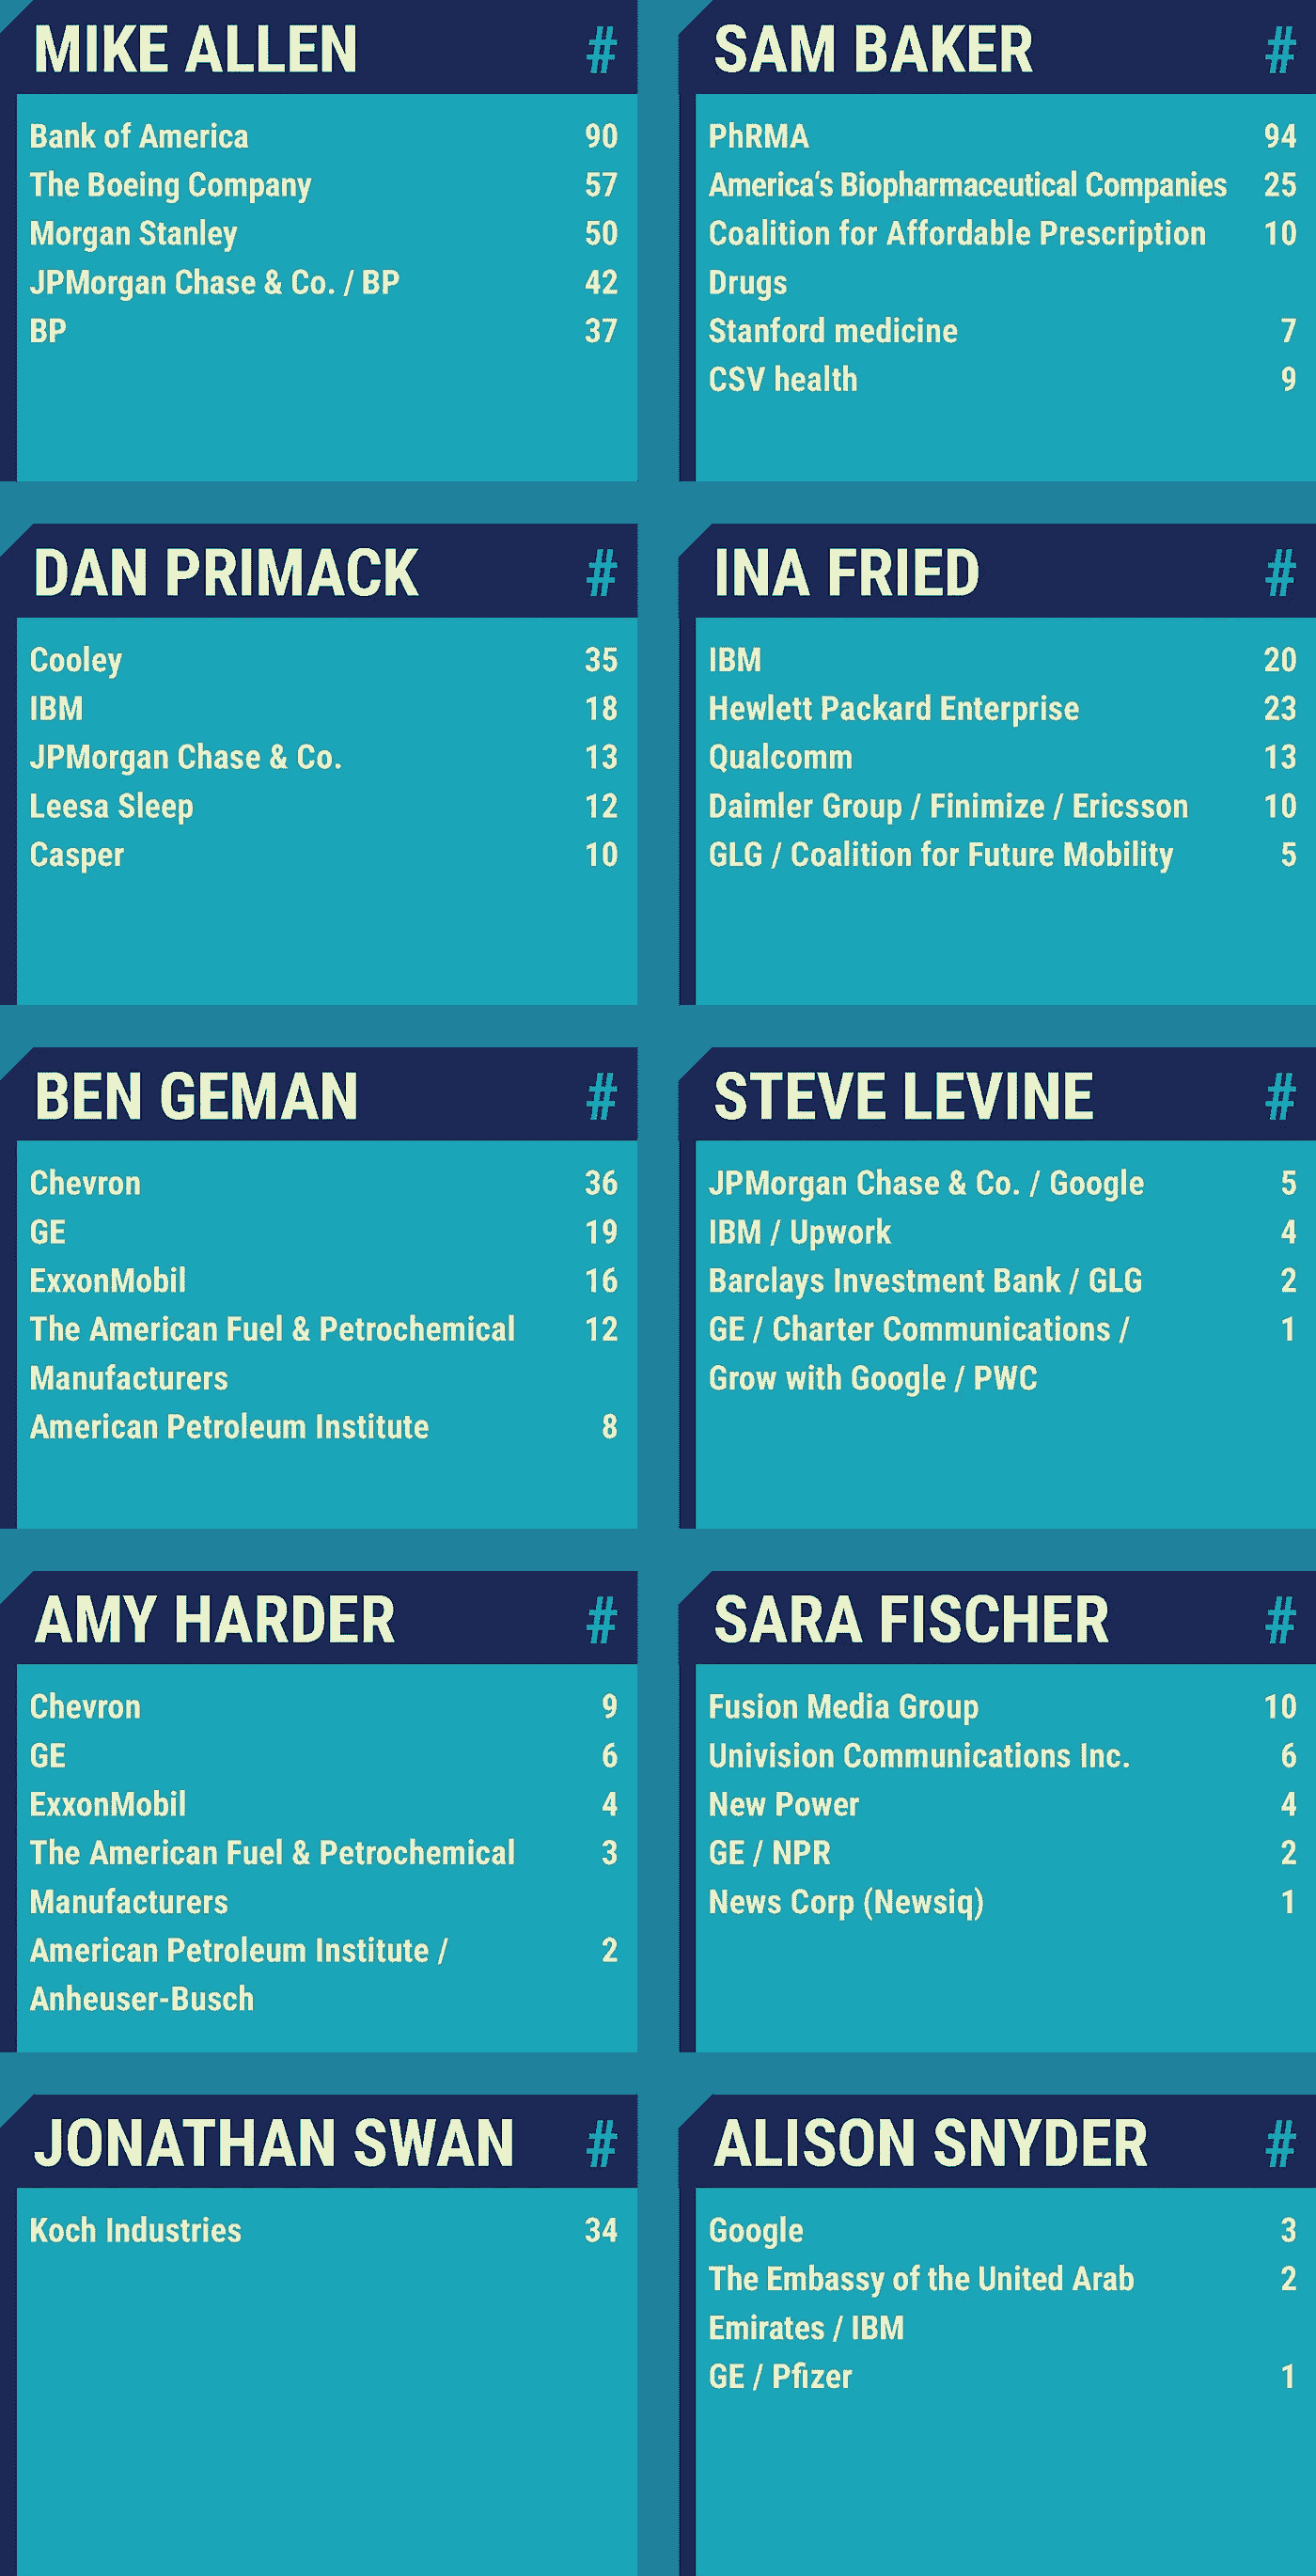 MIKE ALLEN #
Bank of America 90
The Boeing Company 57
Morgan Stanley 50
JPMorgan Chase & Co. / BP 42
BP 37
SAM BAKER #
PhRMA 94
America‘s Biopharmaceutical Companies 25
Coalition for Affordable Prescription 10
Drugs
Stanford medicine 7
CSV health 9
DAN PRIMACK #
Cooley 35
IBM 18
JPMorgan Chase & Co. 13
Leesa Sleep 12
Casper 10
INA FRIED #
IBM 20
Hewlett Packard Enterprise 23
Qualcomm 13
Daimler Group / Finimize / Ericsson 10
GLG / Coalition for Future Mobility 5
BEN GEMAN #
Chevron 36
GE 19
ExxonMobil 16
The American Fuel & Petrochemical 12
Manufacturers
American Petroleum Institute 8
STEVE LEVINE #
JPMorgan Chase & Co. / Google 5
IBM / Upwork 4
Barclays Investment Bank / GLG 2
GE / Charter Communications / 1
Grow with Google / PWC
AMY HARDER #
Chevron 9
GE 6
ExxonMobil 4
The American Fuel & Petrochemical 3
Manufacturers
American Petroleum Institute / 2
Anheuser-Busch
SARA FISCHER #
Fusion Media Group 10
Univision Communications Inc. 6
New Power 4
GE / NPR 2
News Corp (Newsiq) 1
JONATHAN SWAN #
Koch Industries 34
ALISON SNYDER #
Google 3
The Embassy of the United Arab 2
Emirates / IBM
GE / Pfizer 1